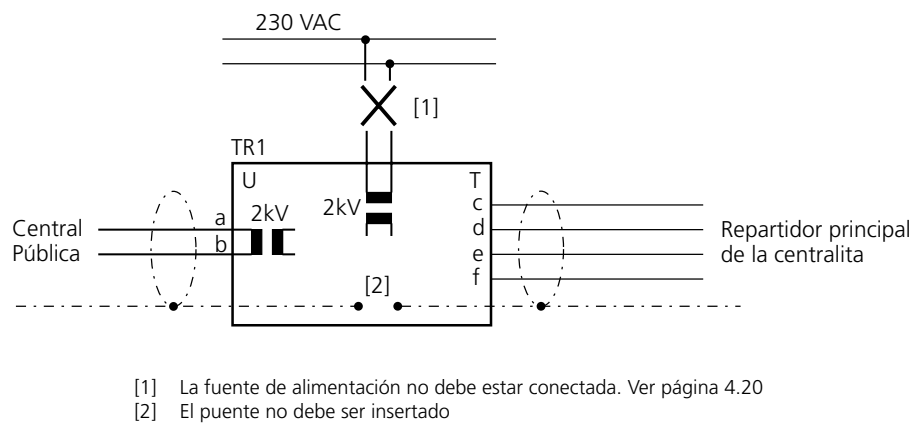 230 VAC
[1]
TR1
U
T
2kV
2kV
a
b
c
d
e
f
Central
Pública
Repartidor principal
de la centralita
[2]
[1] La fuente de alimentación no debe estar conectada. Ver página 4.20
[2] El puente no debe ser insertado